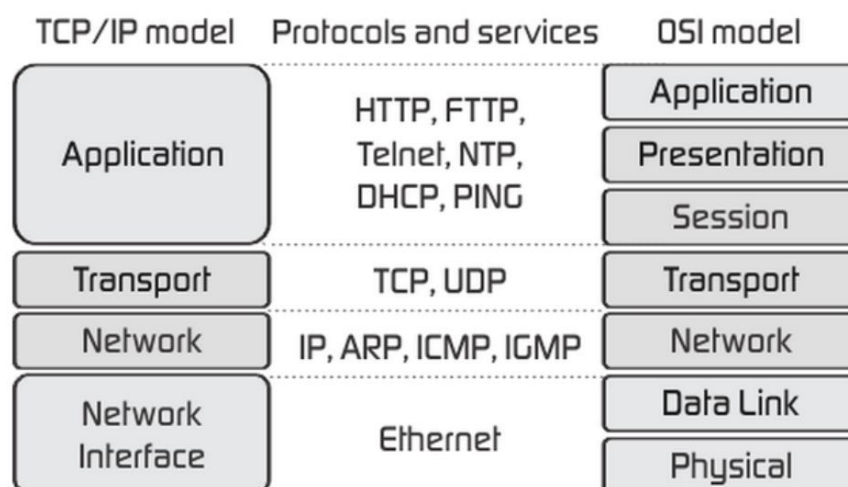 TCP/IP model
Protocols and services
OSI model
Application
HTTP, FTTP,
Telnet, NTP,
DHCP, PING
Application
Presentation
Session
Transport
TCP, UDP
Transport
Network
IP, ARP, ICMP, IGMP
Network
Network
Interface
Ethernet
Data Link
Physical